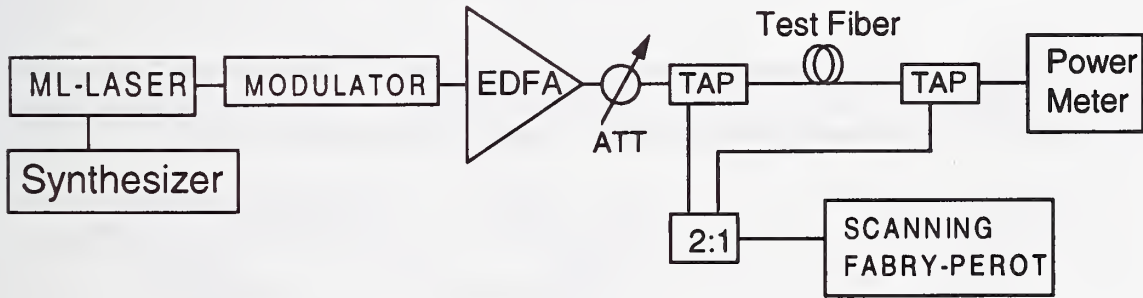 Test Fiber
ML-LASER
MODULATOR
EDFA
ATT
TAP
TAP
Power
Meter
Synthesizer
2:1
SCANNING
FABRY-PEROT